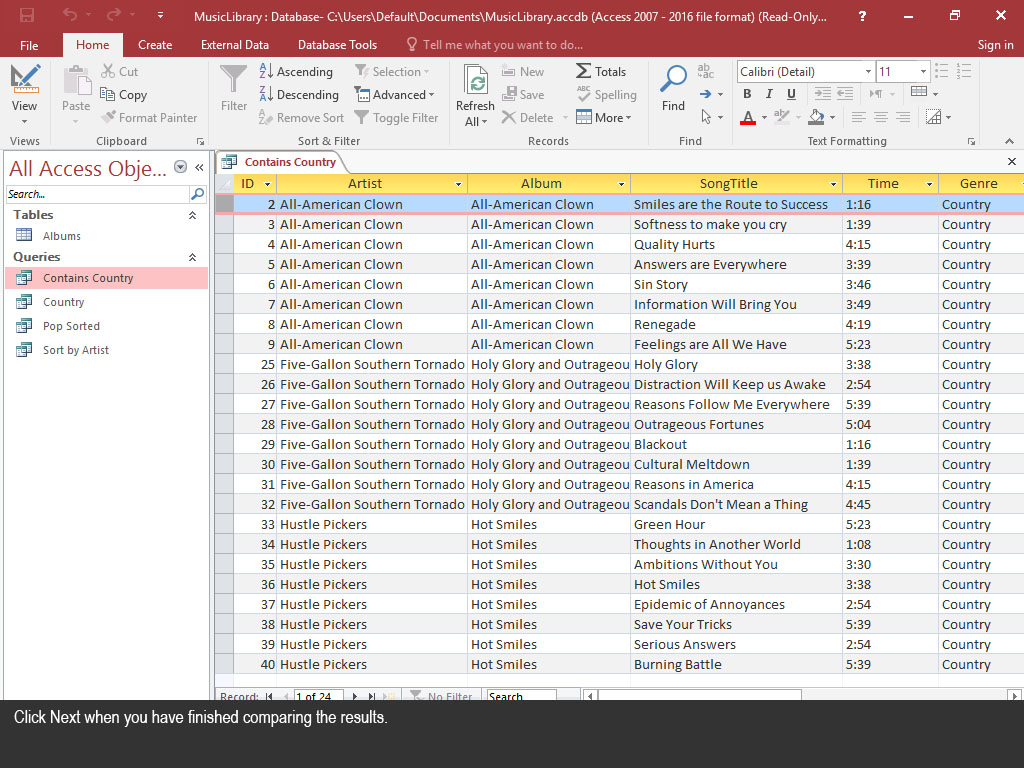 MusicLibrary : Database- C:\Users\Default\Documents\MusicLibrary.accdb (Access 2007 - 2016 file format) (Read-Only...
File Home Create External Data Database Tools Tell me what you want to do... Sign in
View Paste Cut Copy Format Painter Filter Ascending Descending Remove Sort Selection Advanced Toggle Filter Refresh All New Save Delete Totals Spelling More Find Calibri (Detail) 11 B I U
Views Clipboard Sort & Filter Records Find Text Formatting
All Access Obje...
Search...
Tables
Albums
Queries
Contains Country
Country
Pop Sorted
Sort by Artist
Contains Country
ID Artist Album SongTitle Time Genre
2 All-American Clown All-American Clown Smiles are the Route to Success 1:16 Country
3 All-American Clown All-American Clown Softness to make you cry 1:39 Country
4 All-American Clown All-American Clown Quality Hurts 4:15 Country
5 All-American Clown All-American Clown Answers are Everywhere 3:39 Country
6 All-American Clown All-American Clown Sin Story 3:46 Country
7 All-American Clown All-American Clown Information Will Bring You 3:49 Country
8 All-American Clown All-American Clown Renegade 4:19 Country
9 All-American Clown All-American Clown Feelings are All We Have 5:23 Country
25 Five-Gallon Southern Tornado Holy Glory and Outrageou Holy Glory 3:38 Country
26 Five-Gallon Southern Tornado Holy Glory and Outrageou Distraction Will Keep us Awake 2:54 Country
27 Five-Gallon Southern Tornado Holy Glory and Outrageou Reasons Follow Me Everywhere 5:39 Country
28 Five-Gallon Southern Tornado Holy Glory and Outrageou Outrageous Fortunes 5:04 Country
29 Five-Gallon Southern Tornado Holy Glory and Outrageou Blackout 1:16 Country
30 Five-Gallon Southern Tornado Holy Glory and Outrageou Cultural Meltdown 1:39 Country
31 Five-Gallon Southern Tornado Holy Glory and Outrageou Reasons in America 4:15 Country
32 Five-Gallon Southern Tornado Holy Glory and Outrageou Scandals Don't Mean a Thing 4:45 Country
33 Hustle Pickers Hot Smiles Green Hour 5:23 Country
34 Hustle Pickers Hot Smiles Thoughts in Another World 1:08 Country
35 Hustle Pickers Hot Smiles Ambitions Without You 3:30 Country
36 Hustle Pickers Hot Smiles Hot Smiles 3:38 Country
37 Hustle Pickers Hot Smiles Epidemic of Annoyances 2:54 Country
38 Hustle Pickers Hot Smiles Save Your Tricks 5:39 Country
39 Hustle Pickers Hot Smiles Serious Answers 2:54 Country
40 Hustle Pickers Hot Smiles Burning Battle 5:39 Country
Record: 1 of 24 No Filter Search
Click Next when you have finished comparing the results.